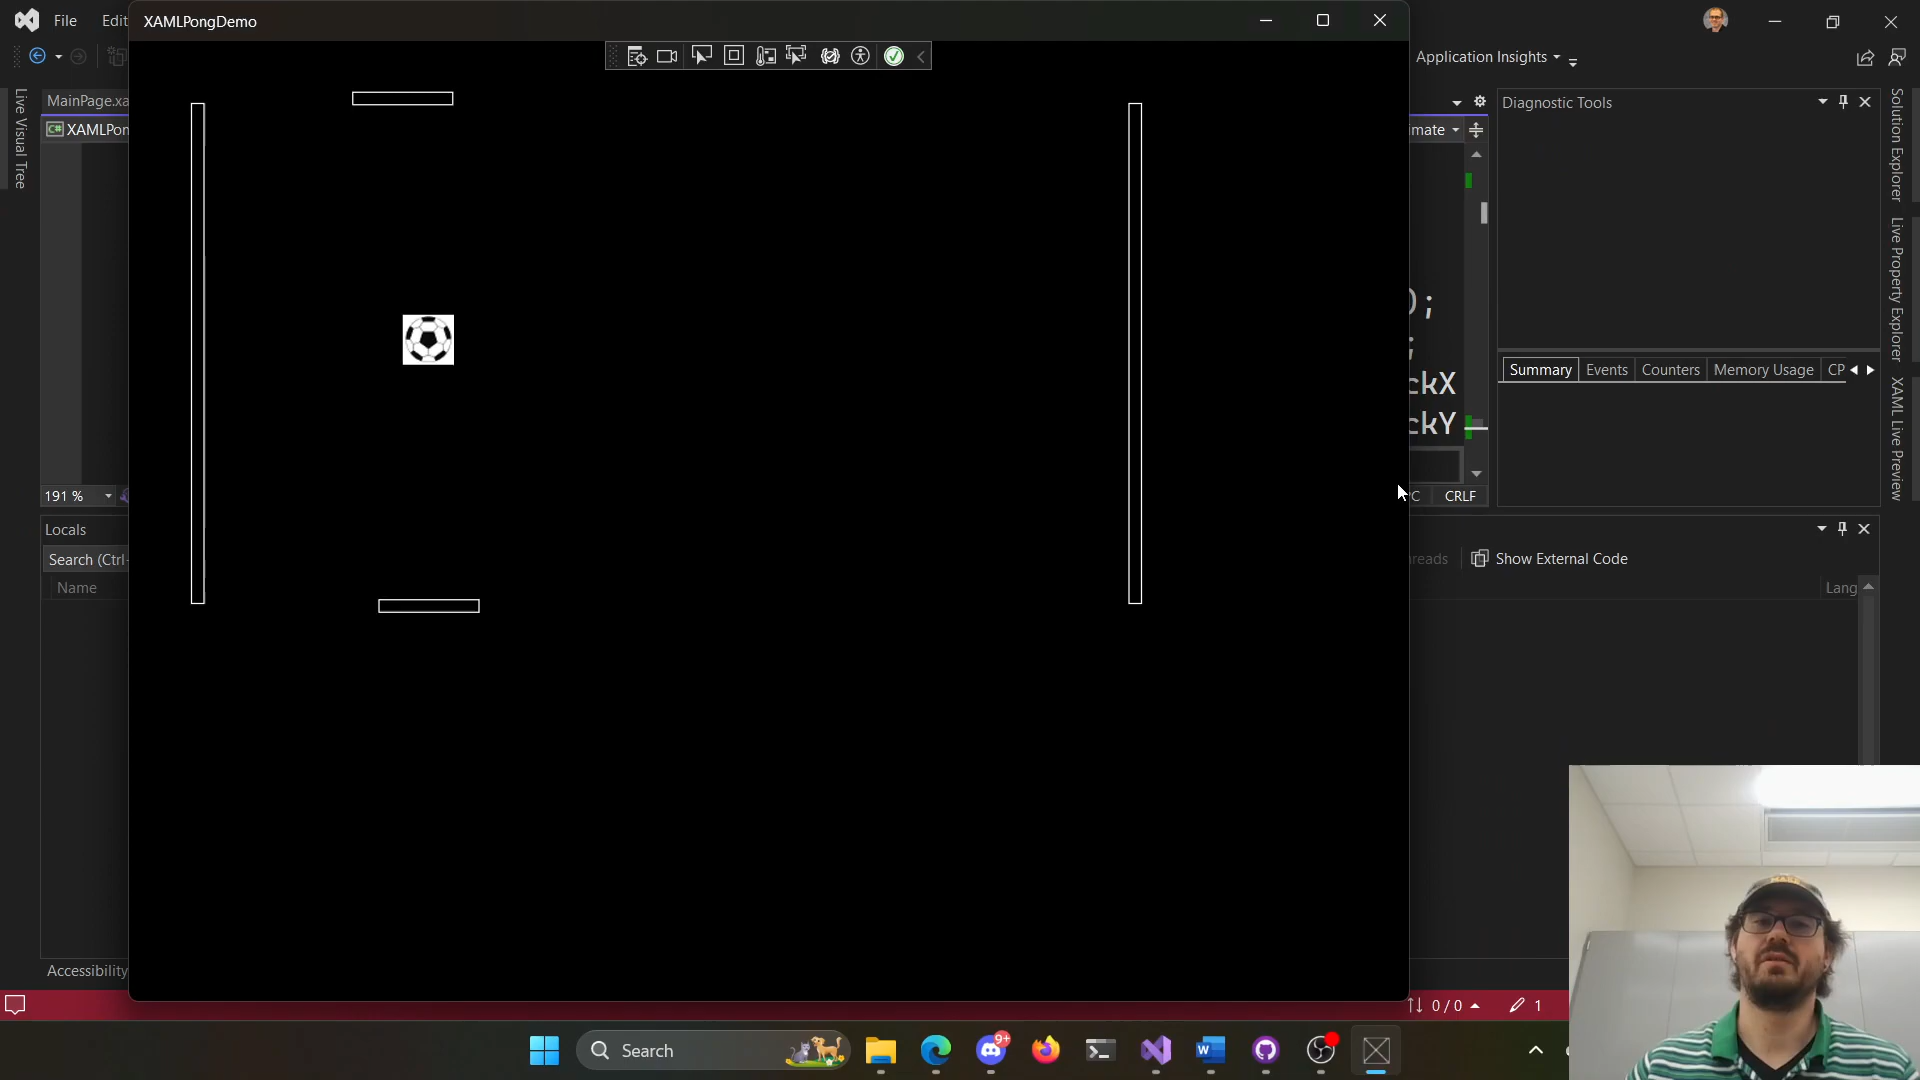 File
Edit
XAMLPongDemo
Application Insights
MainPage.xa
XAMLPon
Live Visual Tree
imate
Diagnostic Tools
Solution Explorer
Live Property Explorer
XAML Live Preview
);
;
ckX
ckY
Summary
Events
Counters
Memory Usage
CP
191 %
CRLF
Locals
Search (Ctrl-
Name
reads
Show External Code
Lang
Accessibility
0 / 0
1
Search
9+